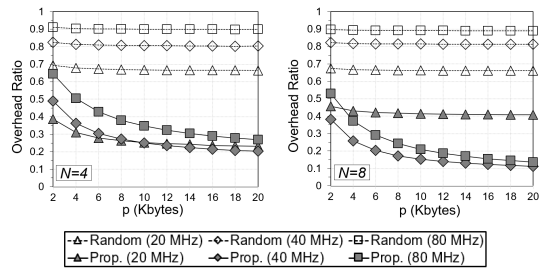 1
0.9
0.8
0.7
0.6
0.5
0.4
0.3
0.2
0.1
0
Overhead Ratio
N=4
2 4 6 8 10 12 14 16 18 20
p (Kbytes)
1
0.9
0.8
0.7
0.6
0.5
0.4
0.3
0.2
0.1
0
Overhead Ratio
N=8
2 4 6 8 10 12 14 16 18 20
p (Kbytes)
Random (20 MHz) Random (40 MHz) Random (80 MHz)
Prop. (20 MHz) Prop. (40 MHz) Prop. (80 MHz)